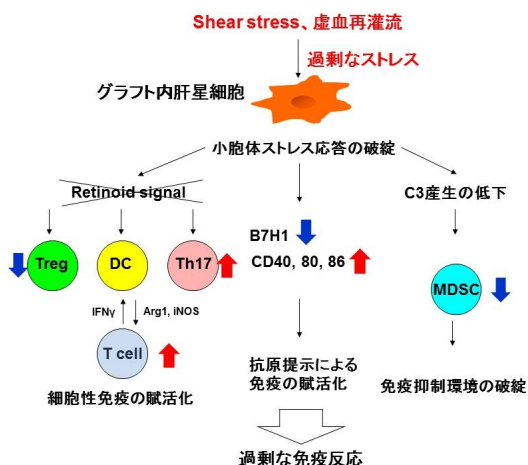 Shear stress、虚血再灌流
過剰なストレス
グラフト内肝星細胞
小胞体ストレス応答の破綻
Retinoid signal
C3産生の低下
B7H1
CD40, 80, 86
Treg
DC
Th17
MDSC
IFNγ
Arg1, iNOS
T cell
細胞性免疫の賦活化
抗原提示による
免疫の賦活化
免疫抑制環境の破綻
過剰な免疫反応